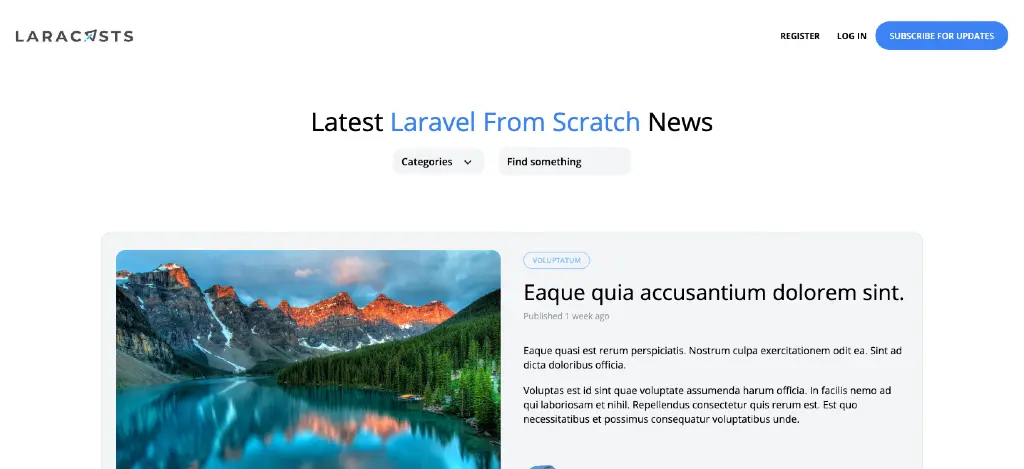 LARACASTS
REGISTER LOG IN SUBSCRIBE FOR UPDATES
Latest Laravel From Scratch News
Categories Find something
VOLUPTATUM
Eaque quia accusantium dolorem sint.
Published 1 week ago
Eaque quasi est rerum perspiciatis. Nostrum culpa exercitationem odit ea. Sint ad
dicta doloribus officia.
Voluptas est id sint quae voluptate assumenda harum officia. In facilis nemo ad
qui laboriosam et nihil. Repellendus consectetur quis rerum est. Est quo
necessitatibus et possimus consequatur voluptatibus unde.